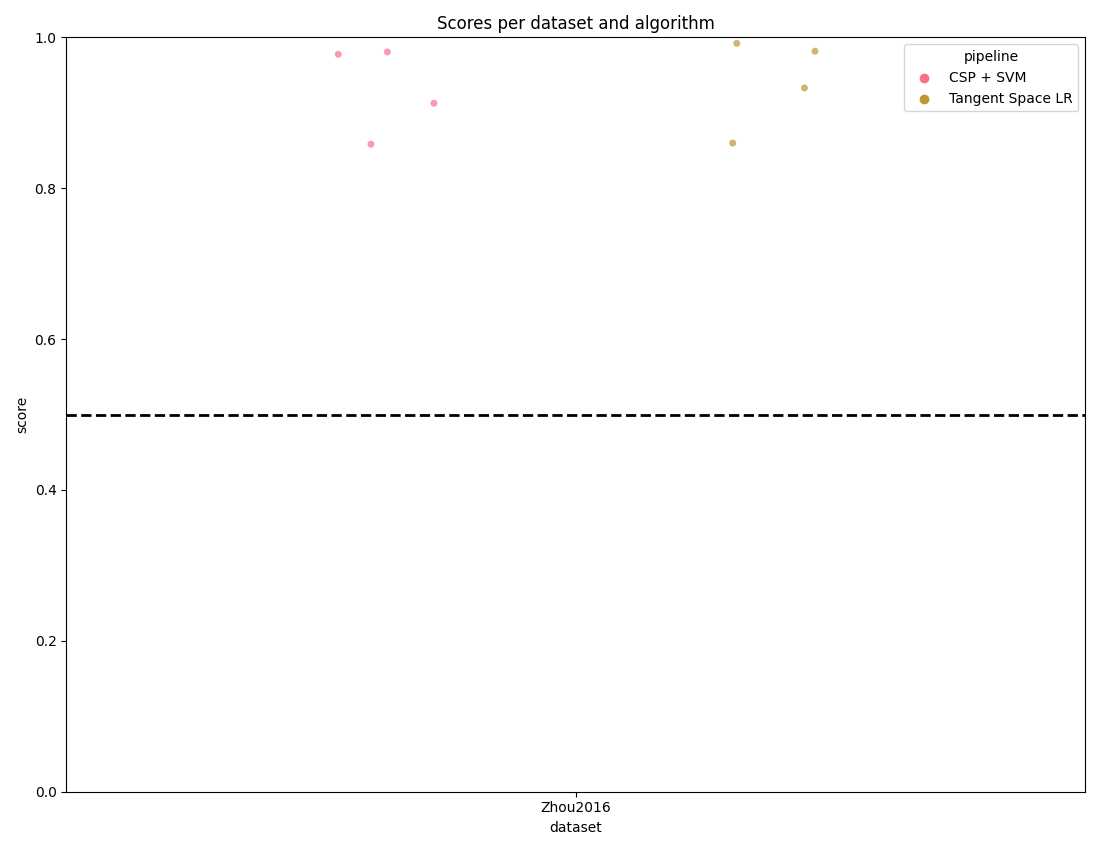 Scores per dataset and algorithm
1.0
0.8
0.6
0.4
0.2
0.0
score
pipeline
CSP + SVM
Tangent Space LR
Zhou2016
dataset